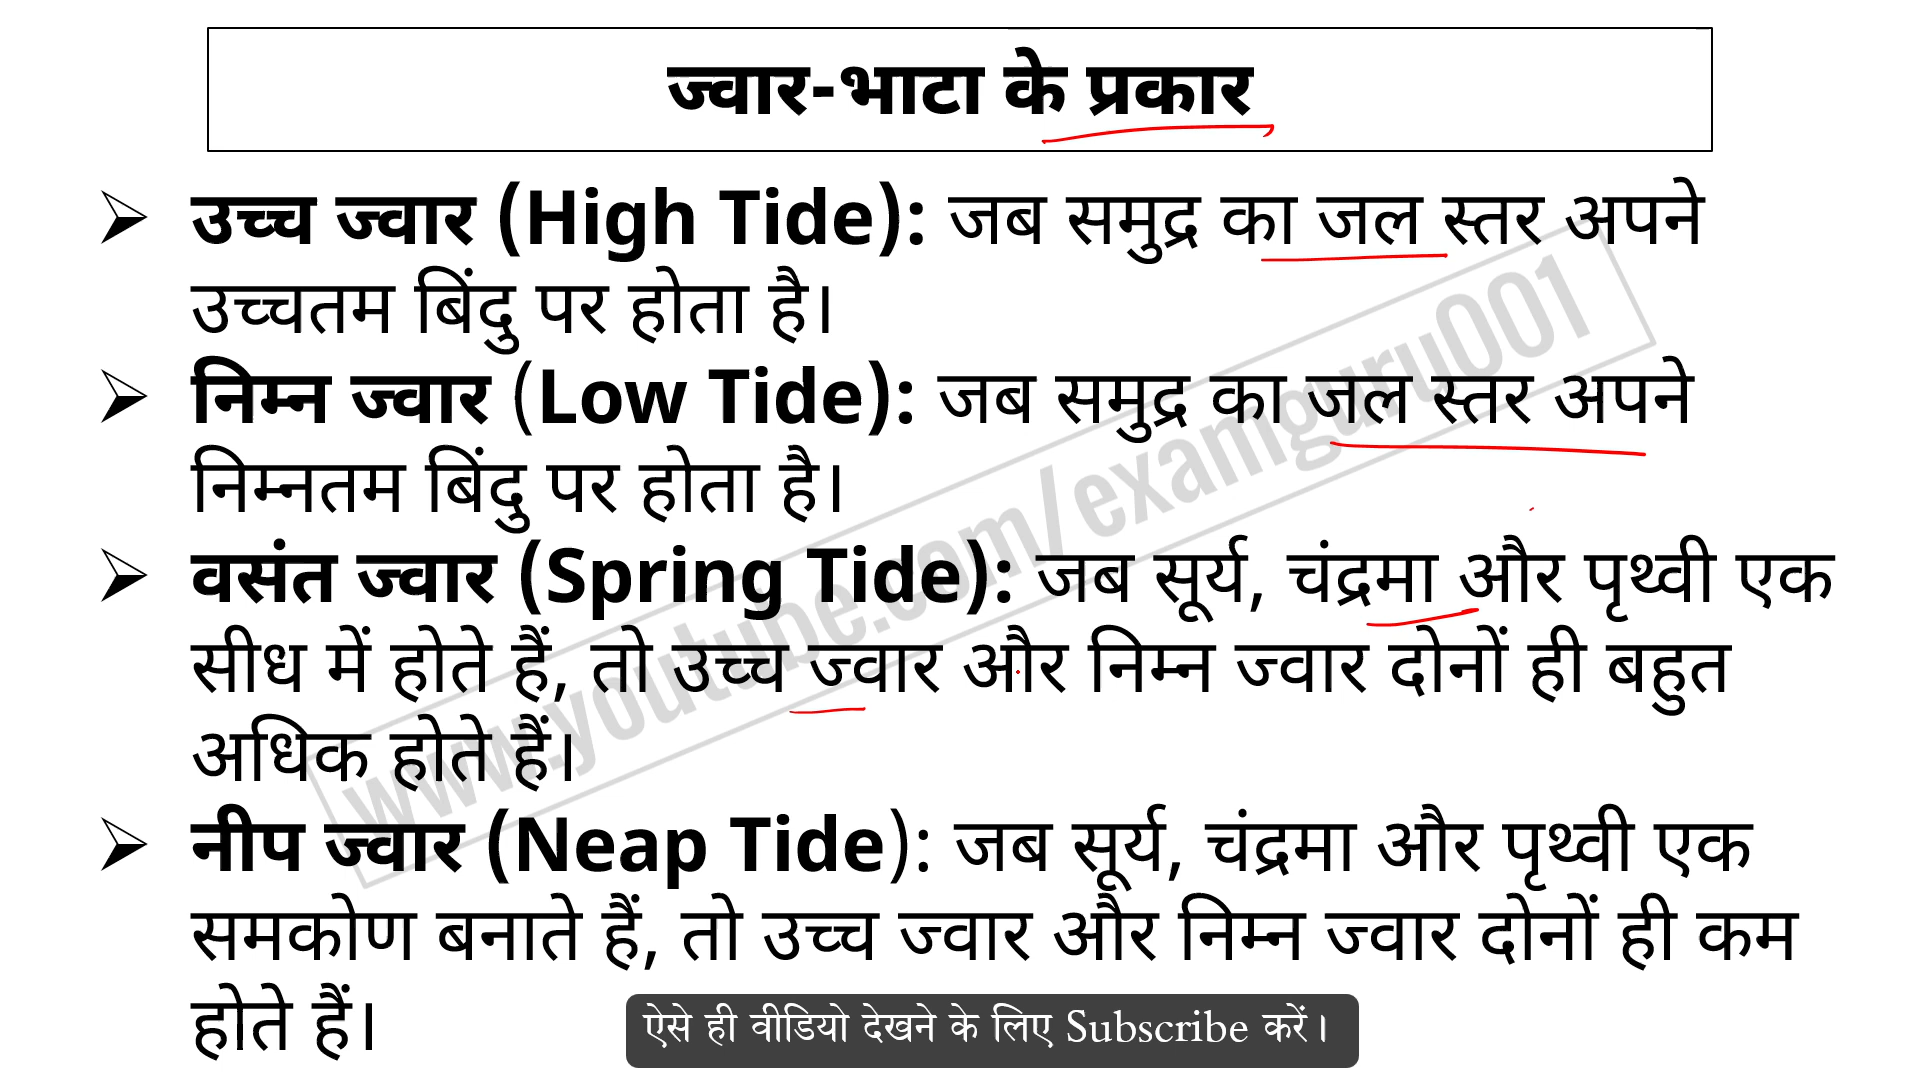 ज्वार-भाटा के प्रकार
➢ उच्च ज्वार (High Tide): जब समुद्र का जल स्तर अपने
उच्चतम बिंदु पर होता है।
➢ निम्न ज्वार (Low Tide): जब समुद्र का जल स्तर अपने
निम्नतम बिंदु पर होता है।
➢ वसंत ज्वार (Spring Tide): जब सूर्य, चंद्रमा और पृथ्वी एक
सीध में होते हैं, तो उच्च ज्वार और निम्न ज्वार दोनों ही बहुत
अधिक होते हैं।
➢ नीप ज्वार (Neap Tide): जब सूर्य, चंद्रमा और पृथ्वी एक
समकोण बनाते हैं, तो उच्च ज्वार और निम्न ज्वार दोनों ही कम
होते हैं।
www.youtube.com/examguru001
ऐसे ही वीडियो देखने के लिए Subscribe करें।